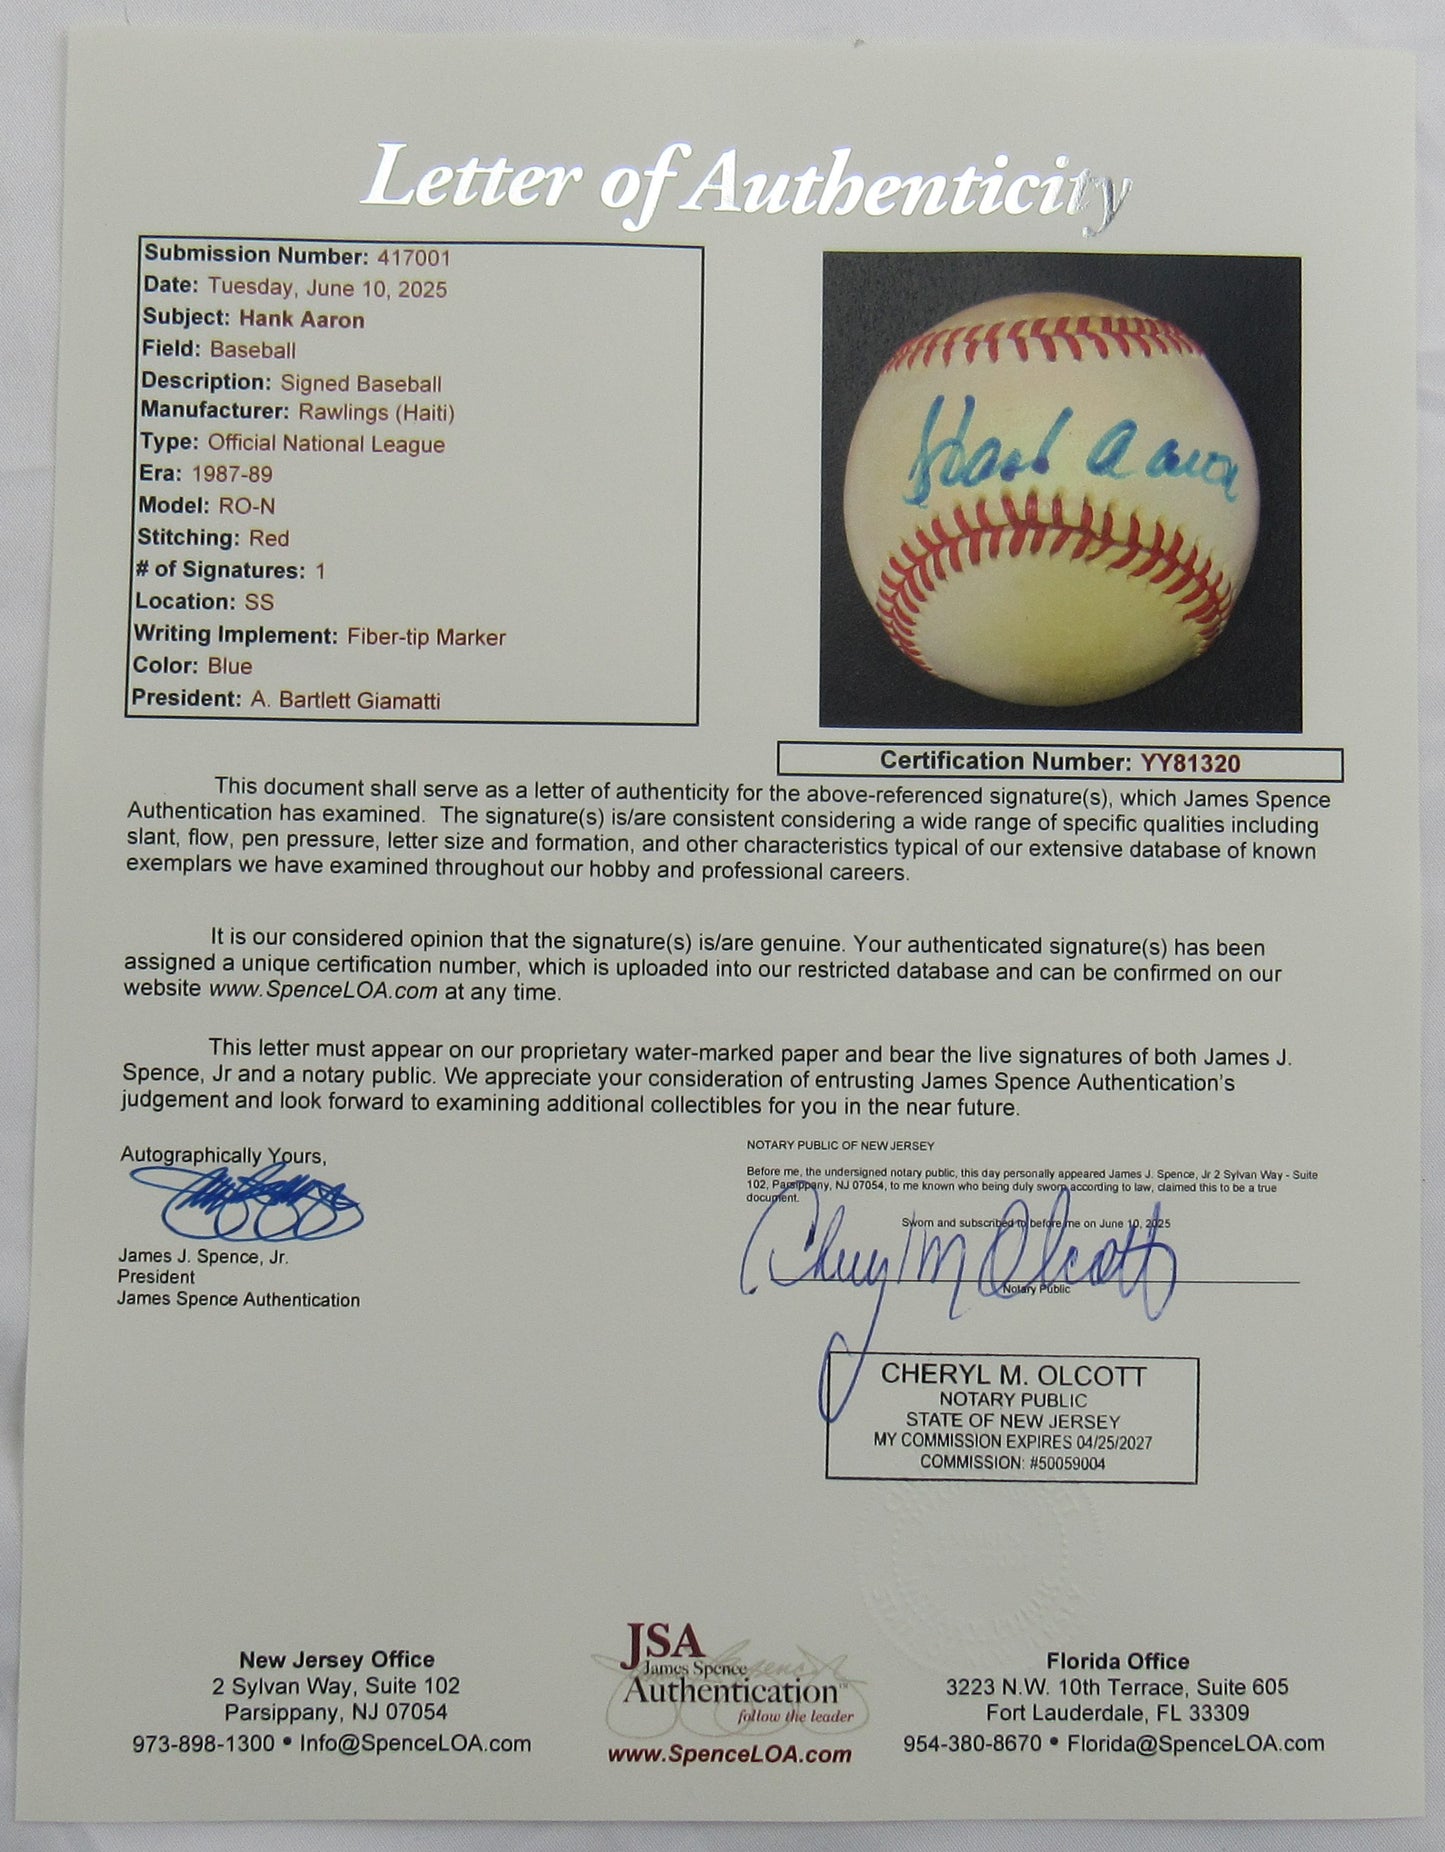 Letter of Authenticity
Submission Number: 417001
Date: Tuesday, June 10, 2025
Subject: Hank Aaron
Field: Baseball
Description: Signed Baseball
Manufacturer: Rawlings (Haiti)
Type: Official National League
Era: 1987-89
Model: RO-N
Stitching: Red
# of Signatures: 1
Location: SS
Writing Implement: Fiber-tip Marker
Color: Blue
President: A. Bartlett Giamatti
Hank Aaron
Certification Number: YY81320
This document shall serve as a letter of authenticity for the above-referenced signature(s), which James Spence
Authentication has examined.  The signature(s) is/are consistent considering a wide range of specific qualities including
slant, flow, pen pressure, letter size and formation, and other characteristics typical of our extensive database of known
exemplars we have examined throughout our hobby and professional careers.
It is our considered opinion that the signature(s) is/are genuine. Your authenticated signature(s) has been
assigned a unique certification number, which is uploaded into our restricted database and can be confirmed on our
website www.SpenceLOA.com at any time.
This letter must appear on our proprietary water-marked paper and bear the live signatures of both James J.
Spence, Jr and a notary public. We appreciate your consideration of entrusting James Spence Authentication's
judgement and look forward to examining additional collectibles for you in the near future.
Autographically Yours,
James J. Spence, Jr.
President
James Spence Authentication
NOTARY PUBLIC OF NEW JERSEY
Before me, the undersigned notary public, this day personally appeared James J. Spence, Jr 2 Sylvan Way - Suite
102, Parsippany, NJ 07054, to me known who being duly sworn according to law, claimed this to be a true
document.
Sworn and subscribed to before me on June 10, 2025
Cheryl M Olcott
Notary Public
CHERYL M. OLCOTT
NOTARY PUBLIC
STATE OF NEW JERSEY
MY COMMISSION EXPIRES 04/25/2027
COMMISSION: #50059004
New Jersey Office
2 Sylvan Way, Suite 102
Parsippany, NJ 07054
973-898-1300 • Info@SpenceLOA.com
JSA
James Spence
Authentication™
follow the leader
www.SpenceLOA.com
Florida Office
3223 N.W. 10th Terrace, Suite 605
Fort Lauderdale, FL 33309
954-380-8670 • Florida@SpenceLOA.com